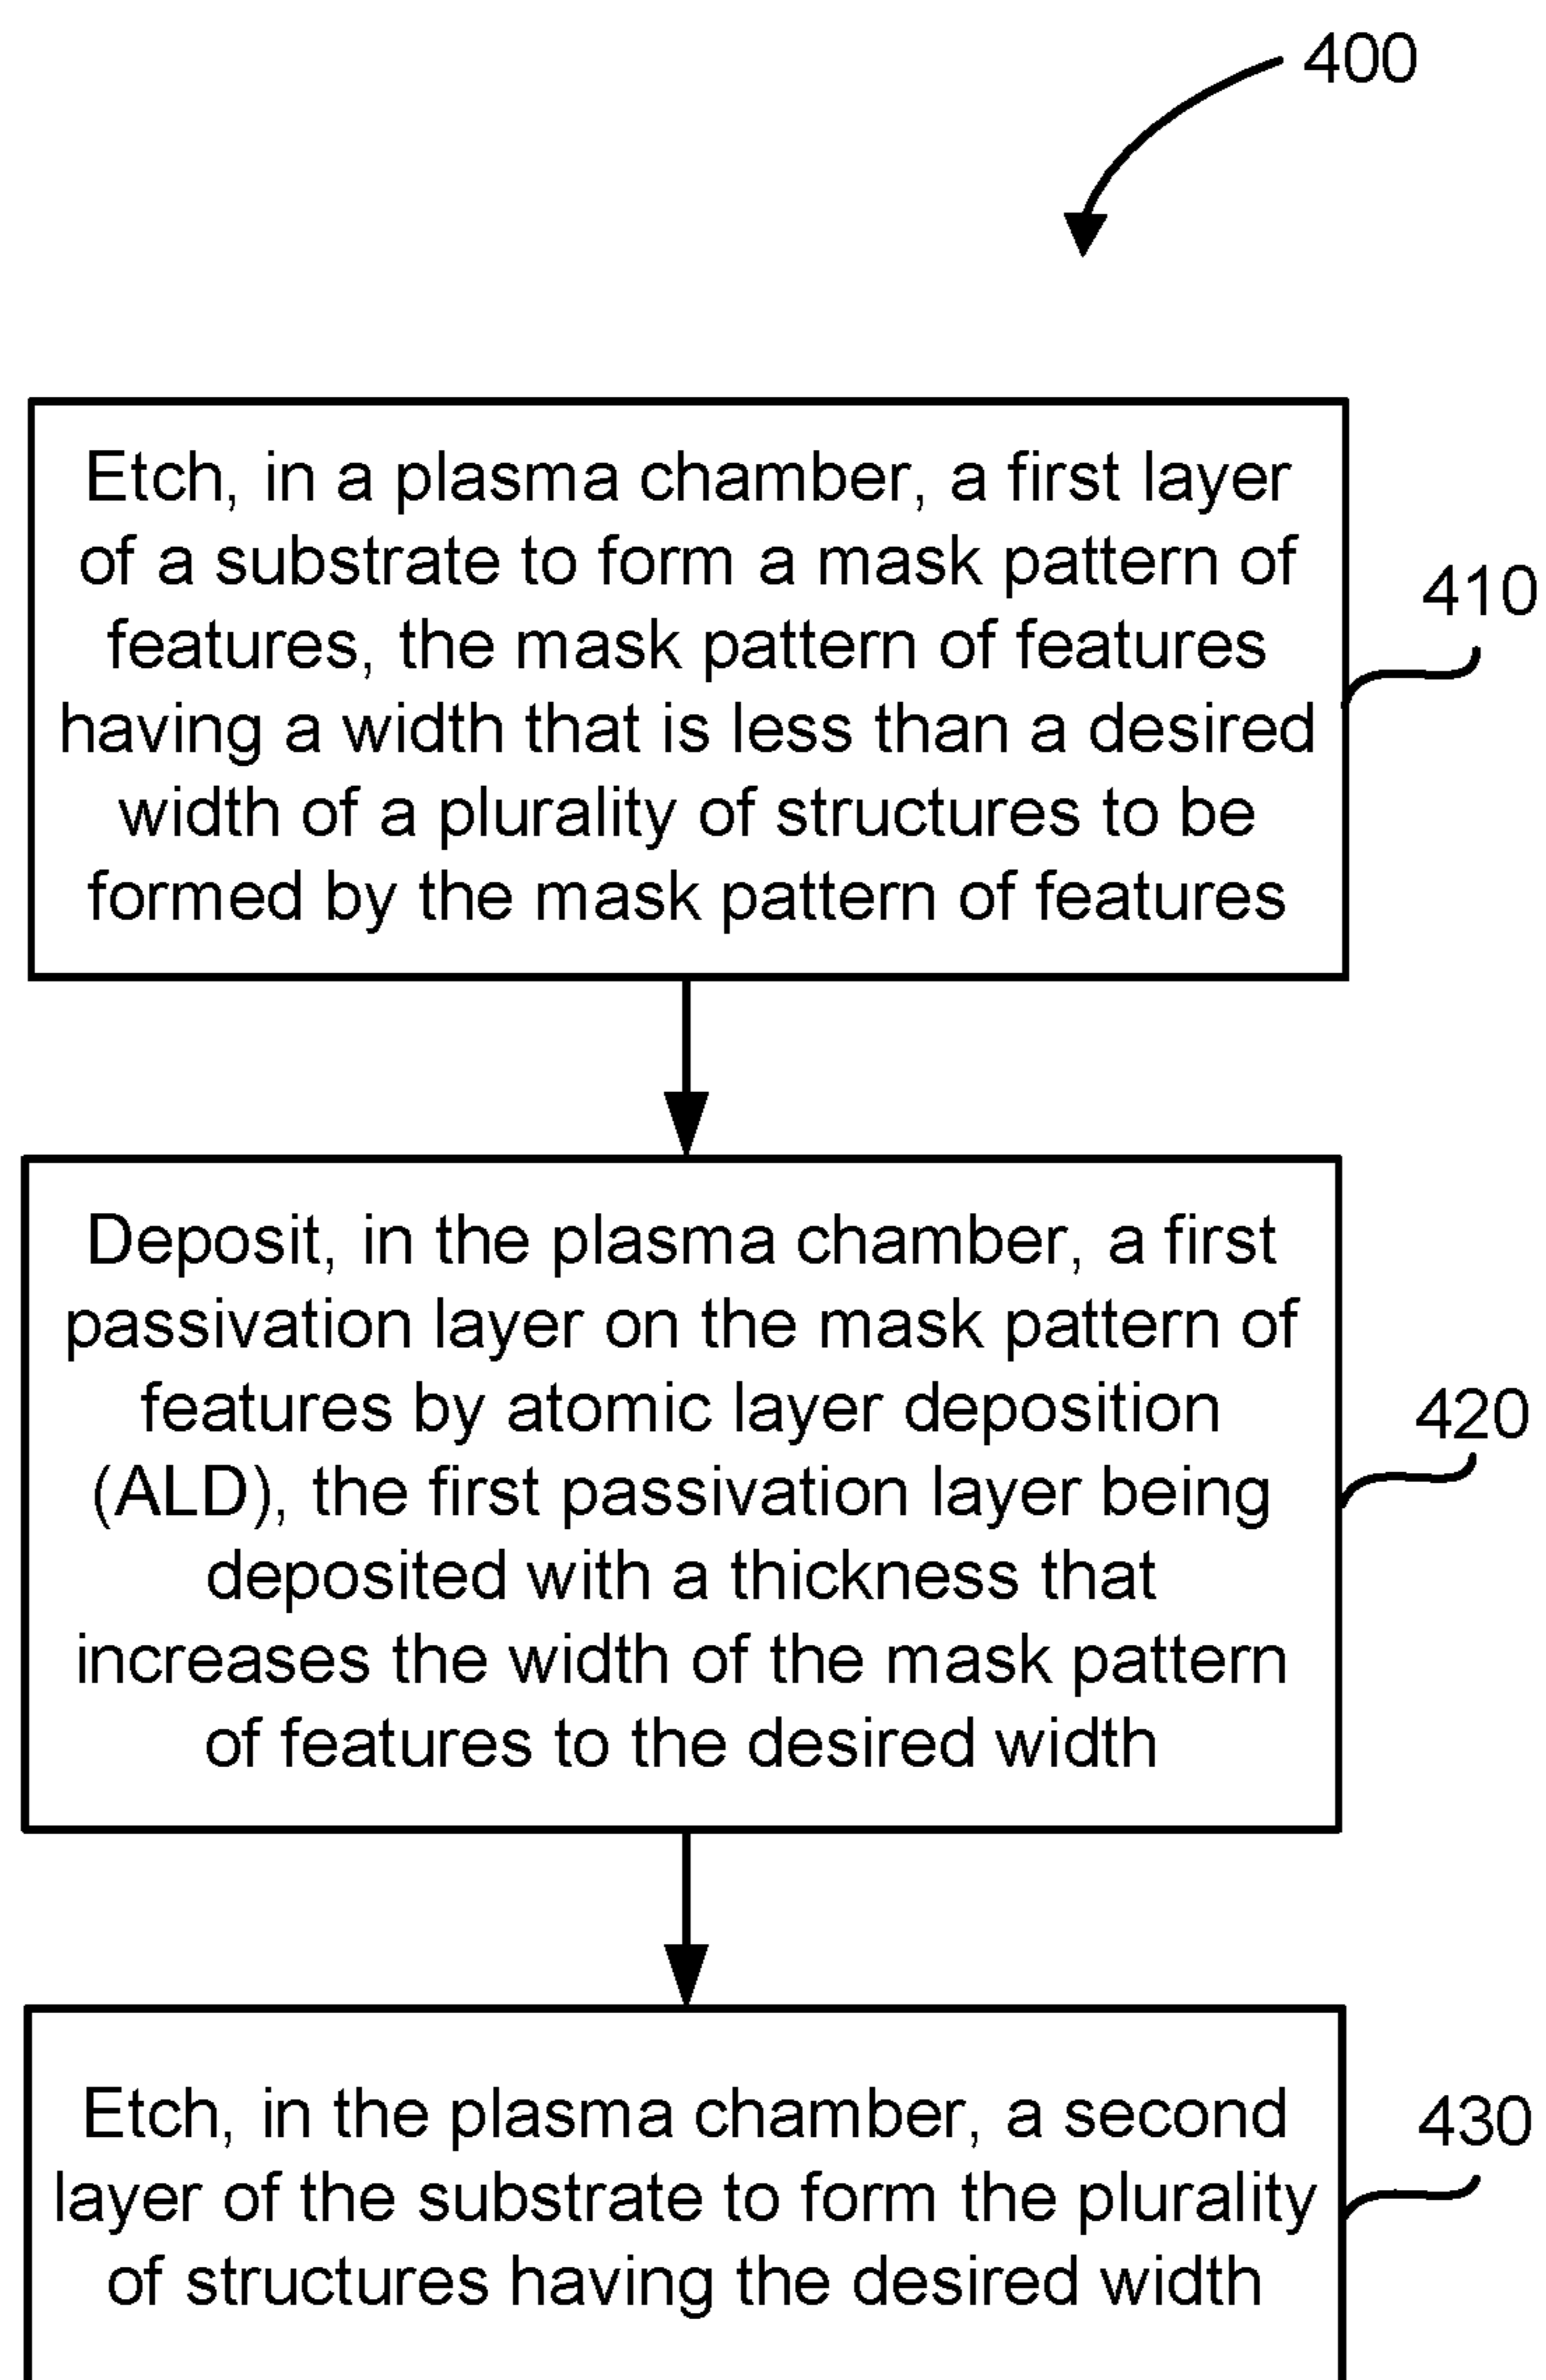 400
Etch, in a plasma chamber, a first layer
of a substrate to form a mask pattern of
features, the mask pattern of features
having a width that is less than a desired
width of a plurality of structures to be
formed by the mask pattern of features
410
Deposit, in the plasma chamber, a first
passivation layer on the mask pattern of
features by atomic layer deposition
(ALD), the first passivation layer being
deposited with a thickness that
increases the width of the mask pattern
of features to the desired width
420
Etch, in the plasma chamber, a second
layer of the substrate to form the plurality
of structures having the desired width
430